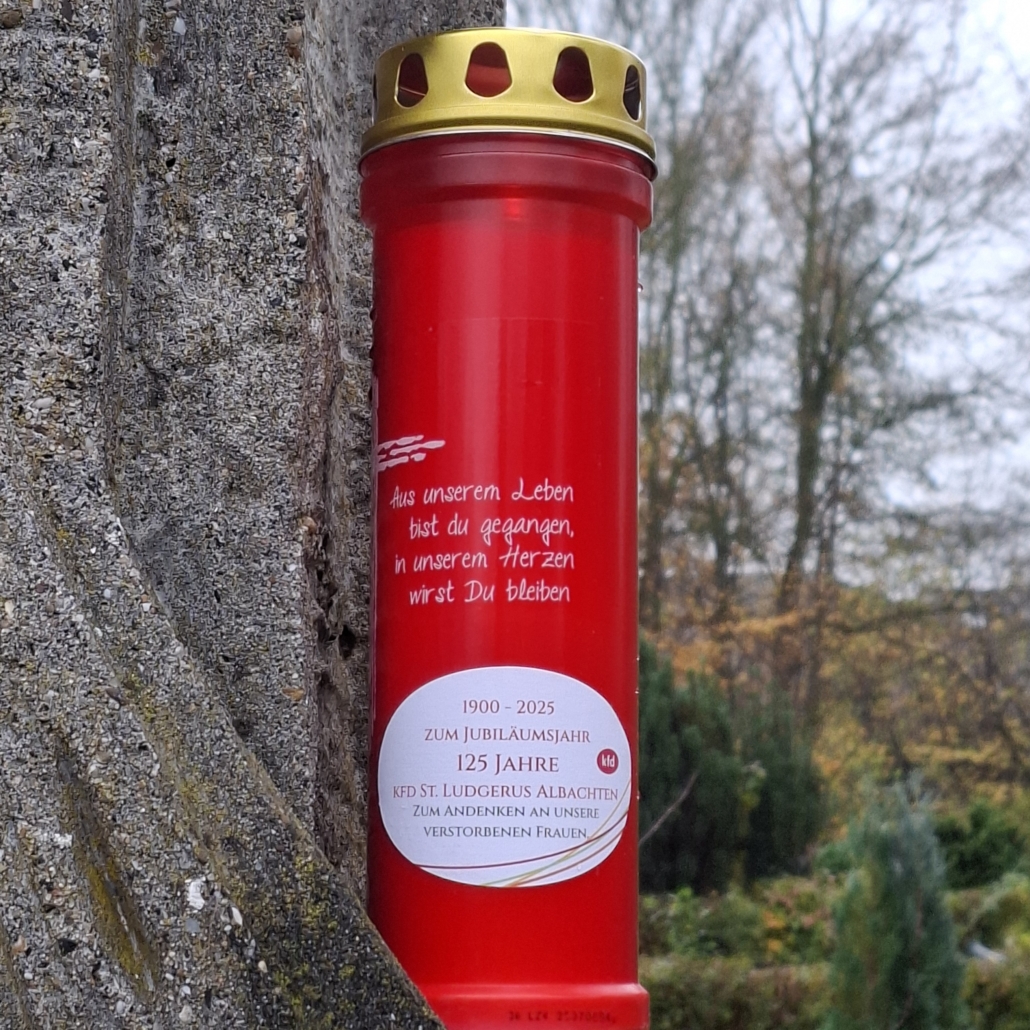 Aus unserem Leben
bist du gegangen,
in unserem Herzen
wirst Du bleiben
1900 - 2025
ZUM JUBILÄUMSJAHR
125 JAHRE
kfd
KFD ST. LUDGERUS ALBACHTEN
ZUM ANDENKEN AN UNSERE
VERSTORBENEN FRAUEN